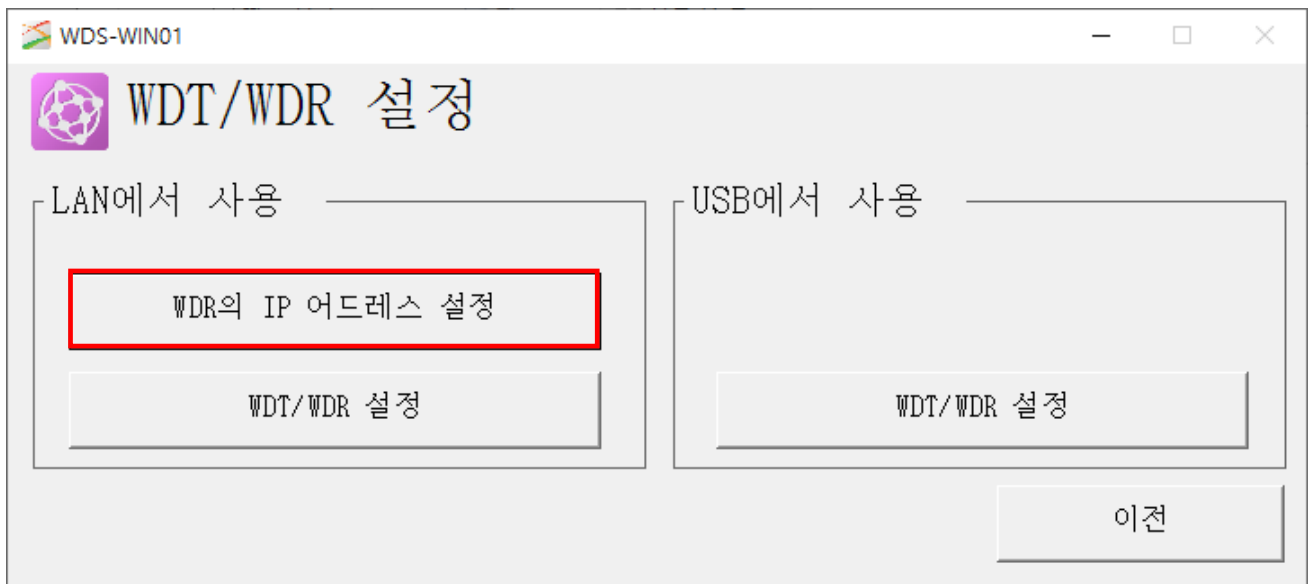 WDS-WIN01
WDT/WDR 설정
LAN에서 사용
WDR의 IP 어드레스 설정
WDT/WDR 설정
USB에서 사용
WDT/WDR 설정
이전